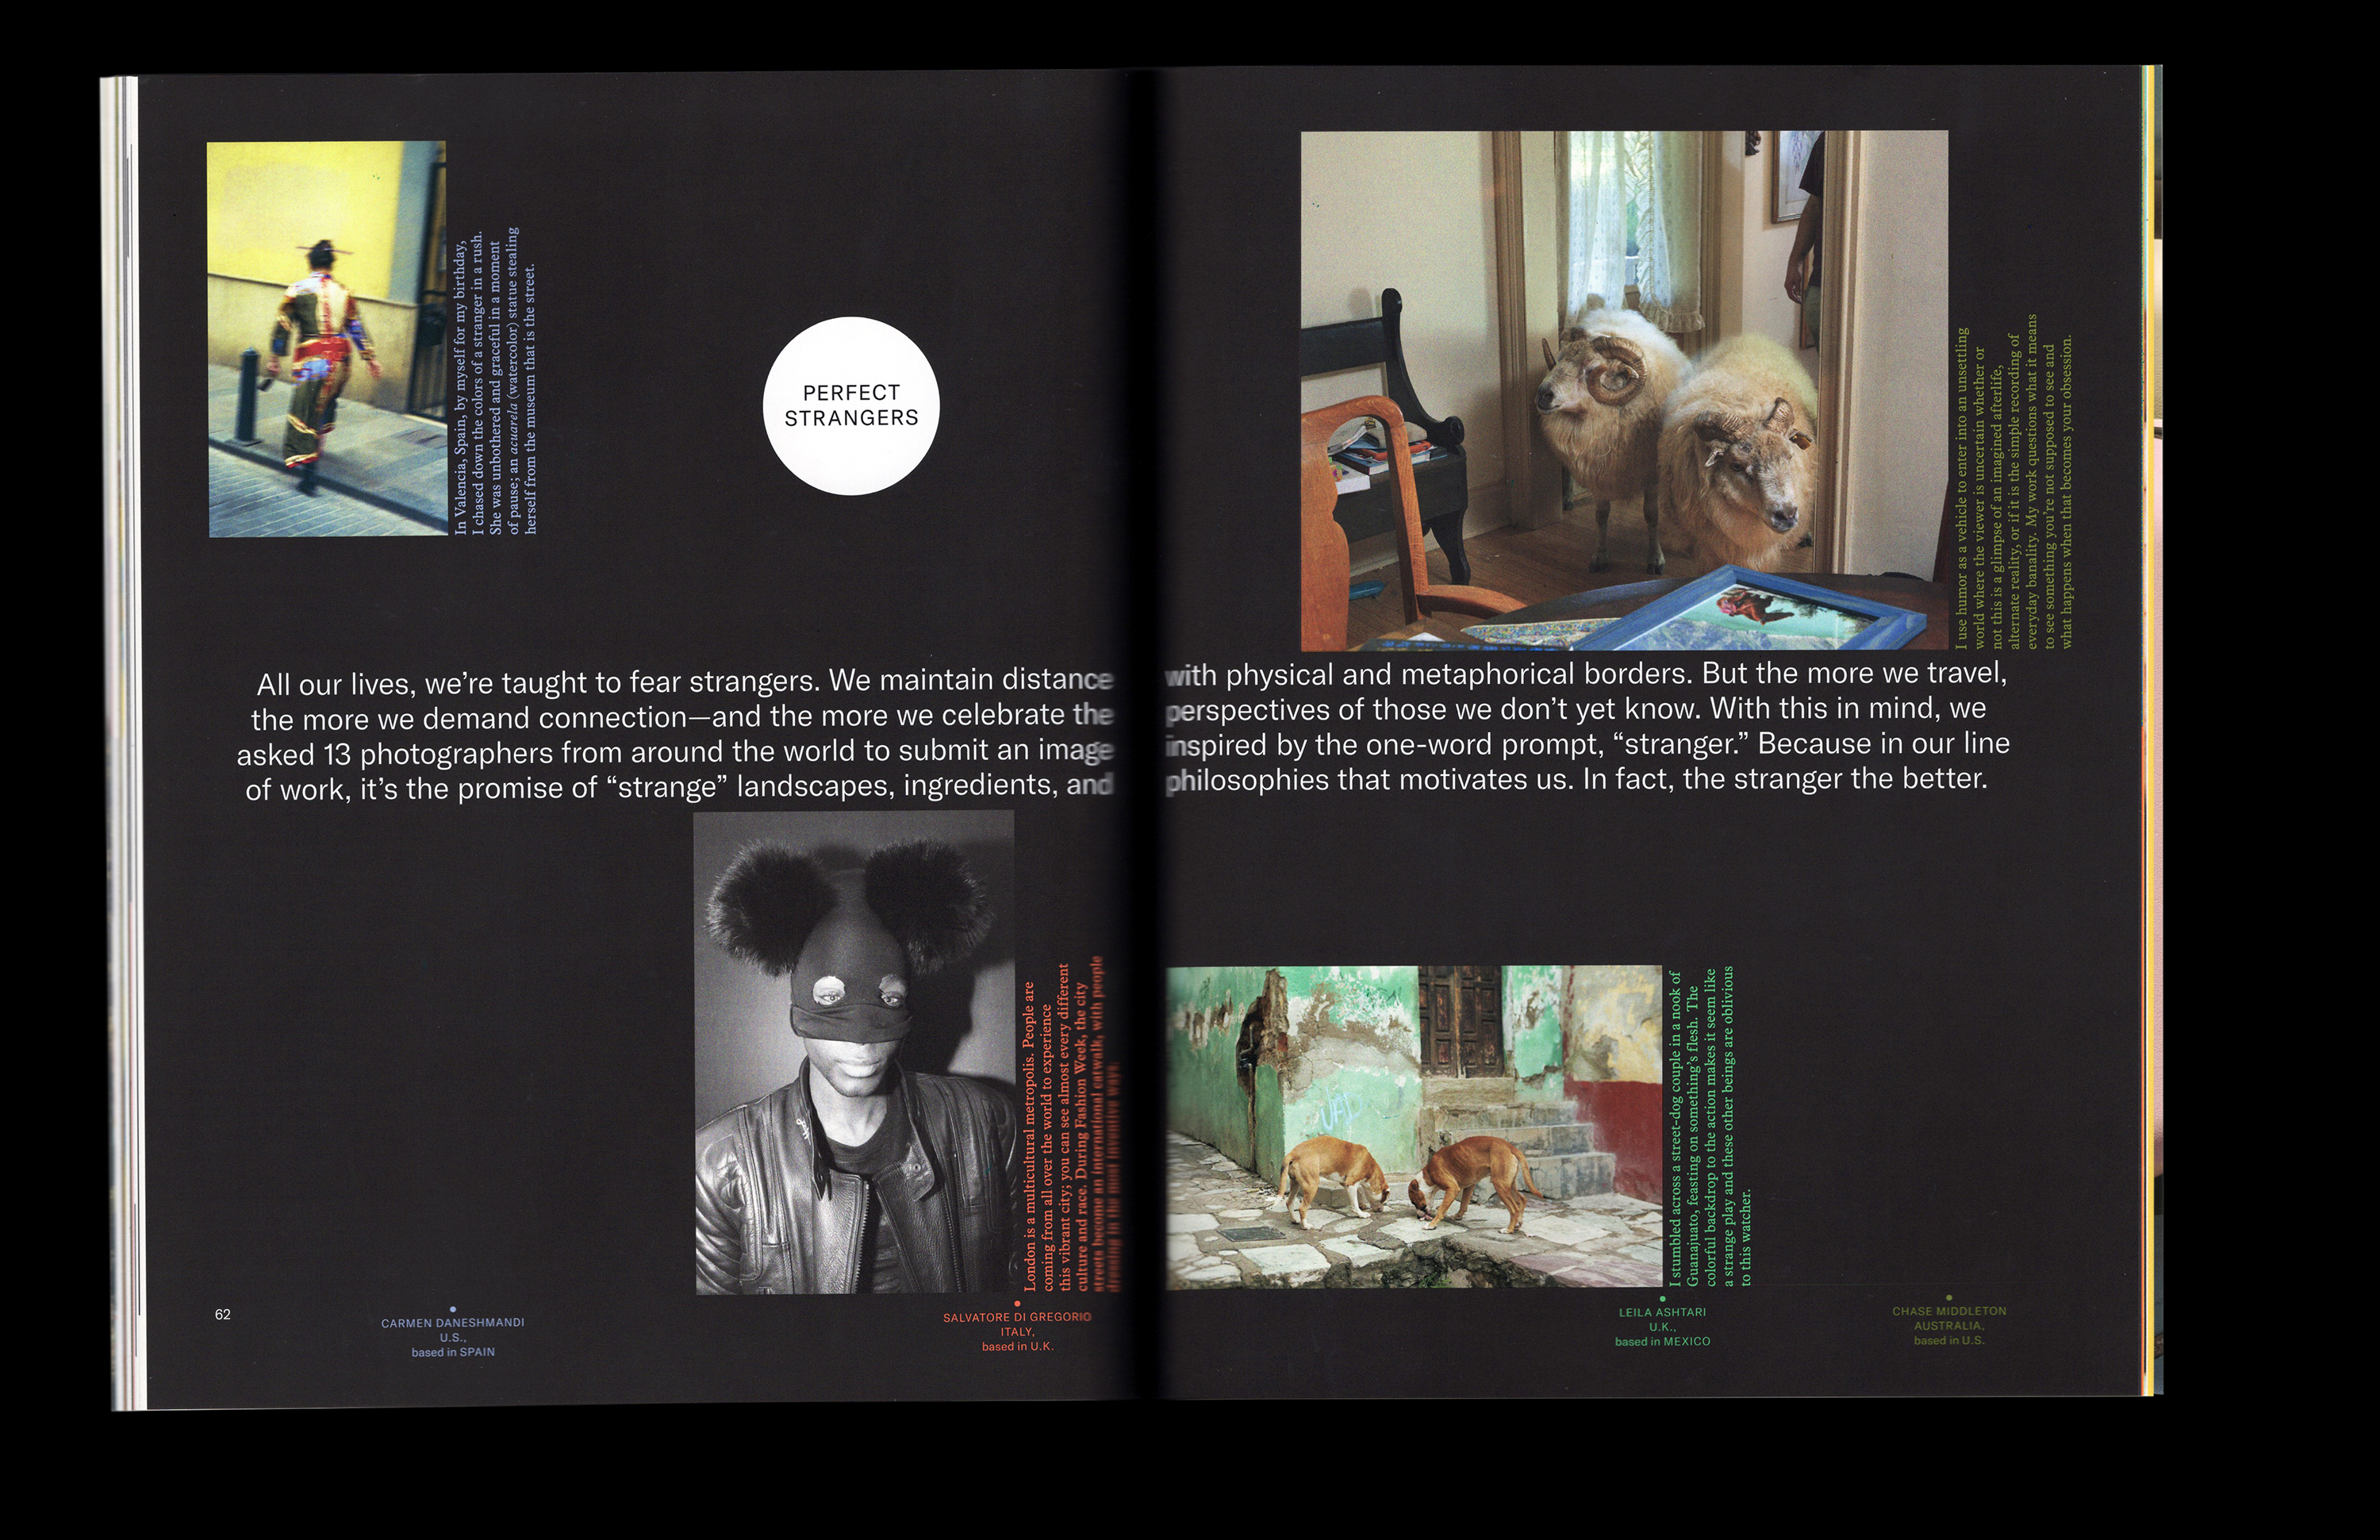 In Valencia, Spain, by myself for my birthday,
I chased down the colors of a stranger in a rush.
She was unbothered and graceful in a moment
of pause; an acuarela (watercolor) statue stealing
herself from the museum that is the street.
PERFECT
STRANGERS
I use humor as a vehicle to enter into an unsettling
world where the viewer is uncertain whether or
not this is a glimpse of an imagined afterlife,
alternate reality, or if it is the simple recording of
everyday banality. My work questions what it means
to see something you’re not supposed to see and
what happens when that becomes your obsession.
All our lives, we’re taught to fear strangers. We maintain distance with physical and metaphorical borders. But the more we travel,
the more we demand connection—and the more we celebrate the perspectives of those we don’t yet know. With this in mind, we
asked 13 photographers from around the world to submit an image inspired by the one-word prompt, “stranger.” Because in our line
of work, it’s the promise of “strange” landscapes, ingredients, and philosophies that motivates us. In fact, the stranger the better.
London is a multicultural metropolis. People are
coming from all over the world to experience
this vibrant city; you can see almost every different
culture and race. During Fashion Week, the city
streets become an international catwalk, with people
dressing in the most inventive ways.
I stumbled across a street-dog couple in a nook of
Guanajuato, feasting on something’s flesh. The
colorful backdrop to the action makes it seem like
a strange play and these other beings are oblivious
to this watcher.
62
CARMEN DANESHMANDI
U.S.,
based in SPAIN
SALVATORE DI GREGORIO
ITALY,
based in U.K.
LEILA ASHTARI
U.K.,
based in MEXICO
CHASE MIDDLETON
AUSTRALIA,
based in U.S.